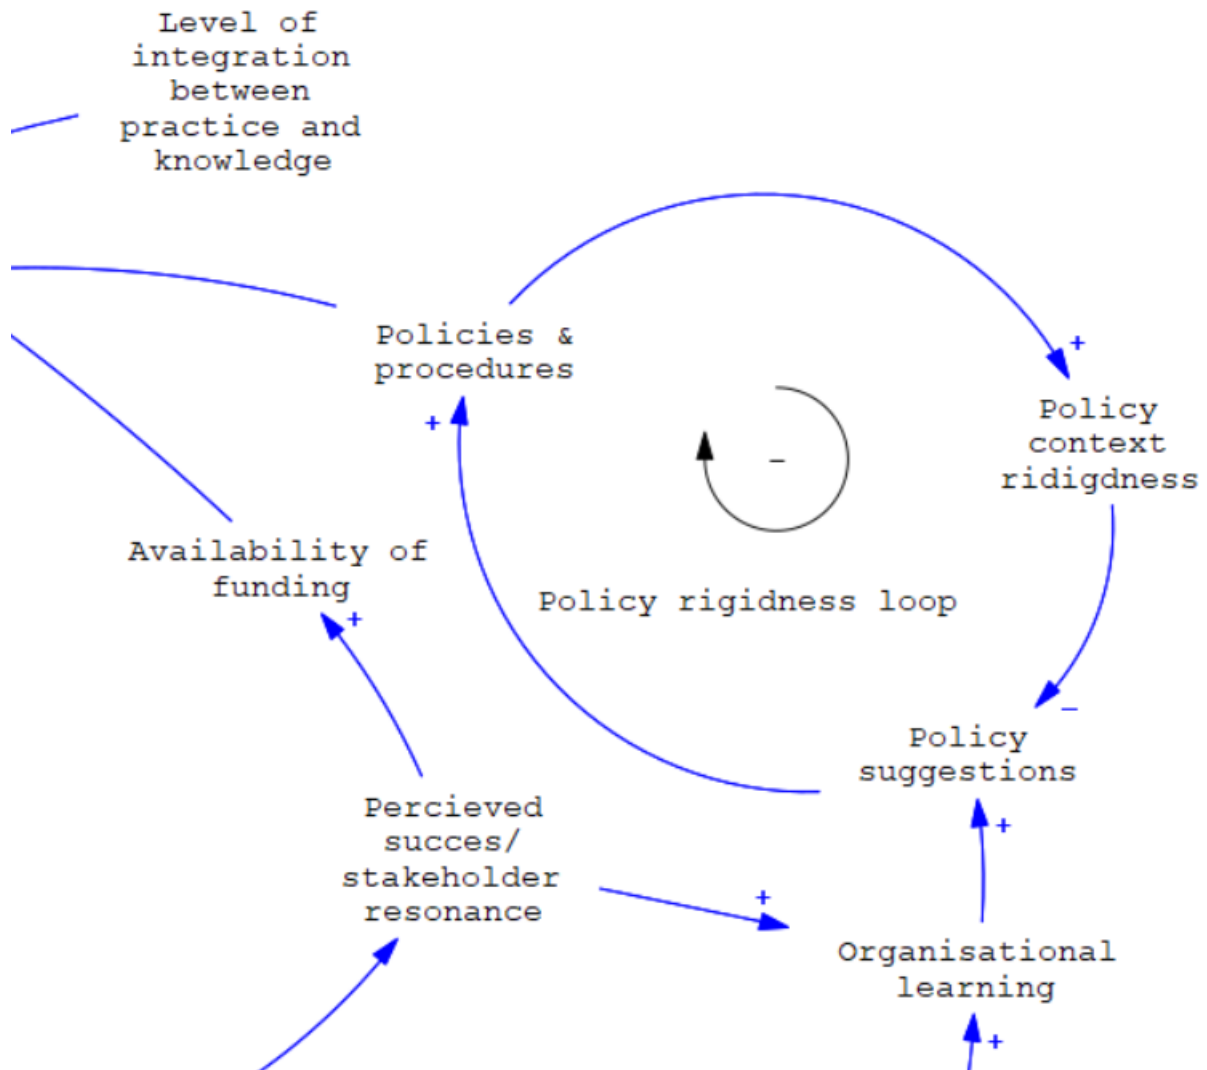 Level of
integration
between
practice and
knowledge
Policies &
procedures
+
+
Policy
context
ridigdness
−
Availability of
funding
+
Policy rigidness loop
−
Policy
suggestions
+
Percieved
succes/
stakeholder
resonance
+
Organisational
learning
+